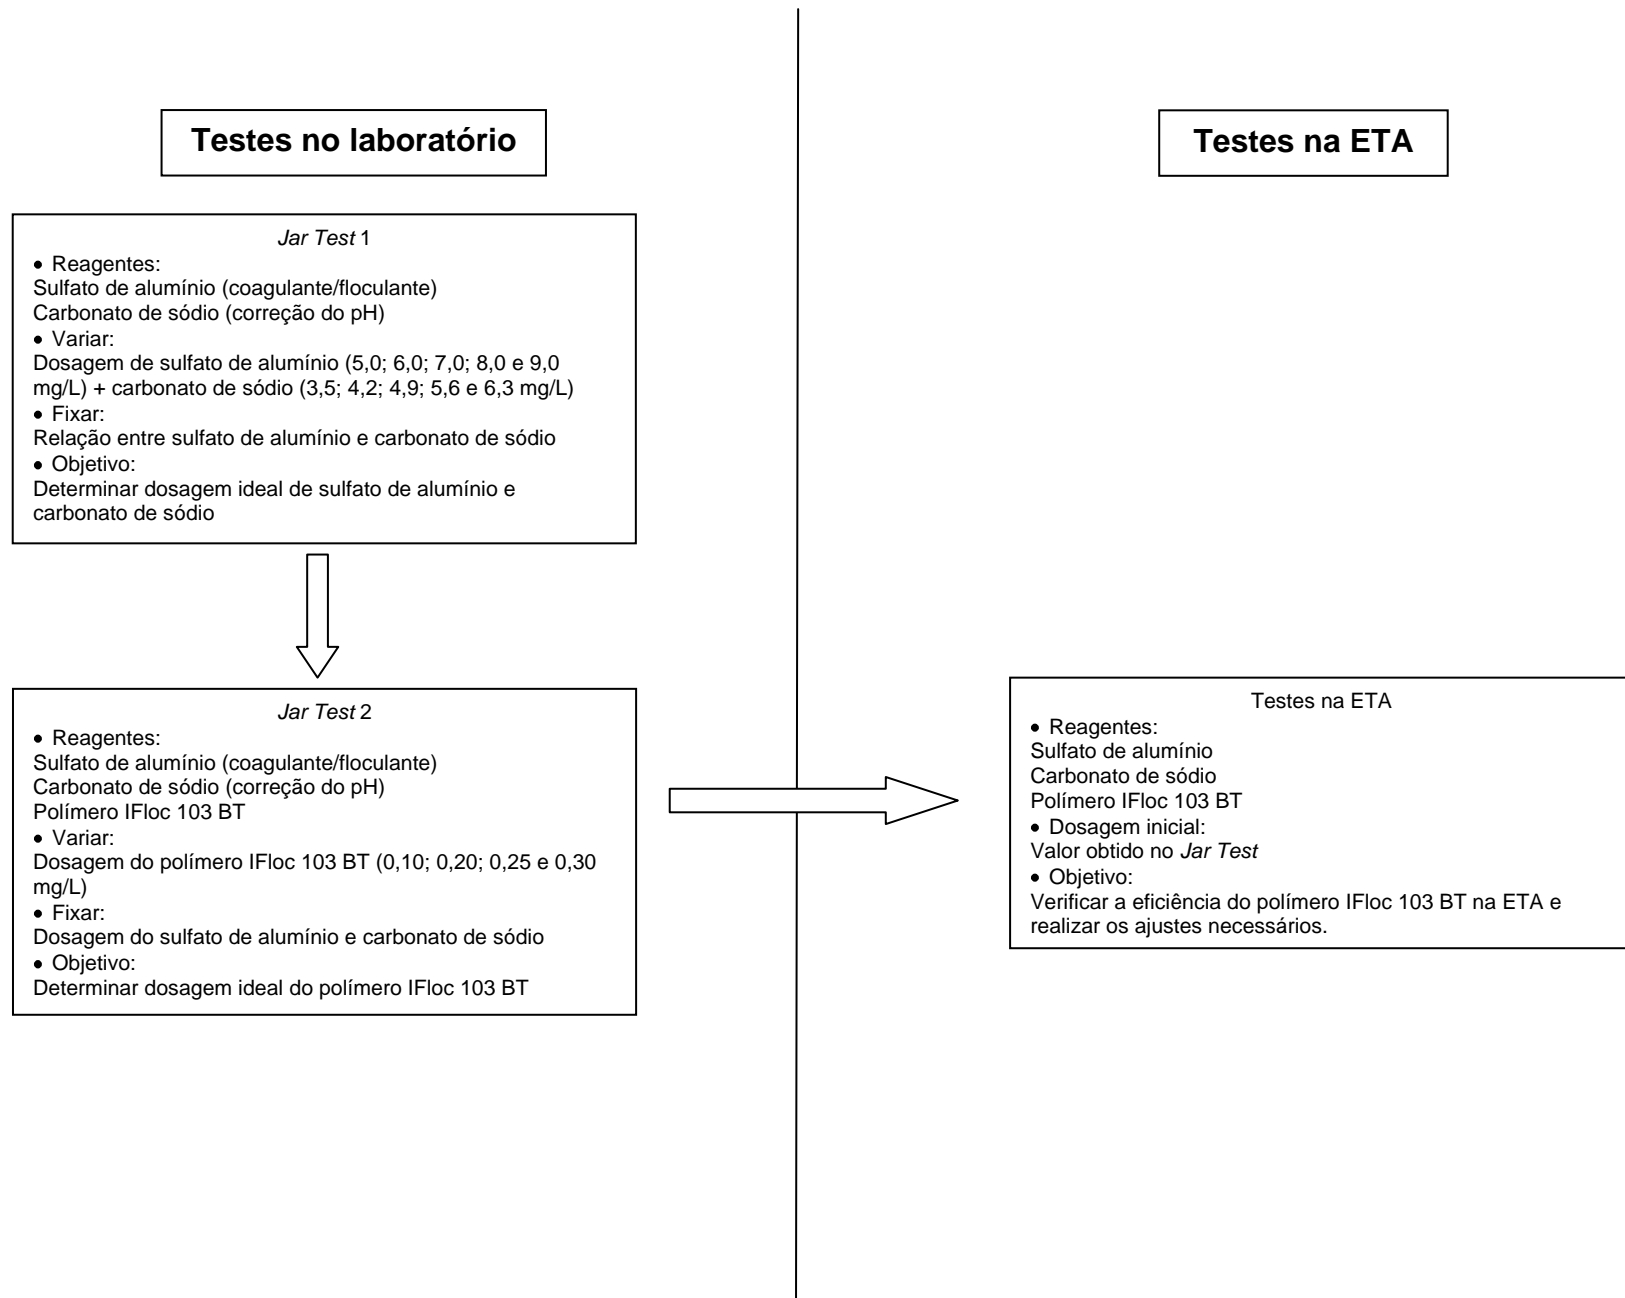 Testes no laboratório
Testes na ETA
Jar Test 1
• Reagentes:
Sulfato de alumínio (coagulante/floculante)
Carbonato de sódio (correção do pH)
• Variar:
Dosagem de sulfato de alumínio (5,0; 6,0; 7,0; 8,0 e 9,0
mg/L) + carbonato de sódio (3,5; 4,2; 4,9; 5,6 e 6,3 mg/L)
• Fixar:
Relação entre sulfato de alumínio e carbonato de sódio
• Objetivo:
Determinar dosagem ideal de sulfato de alumínio e
carbonato de sódio
Jar Test 2
• Reagentes:
Sulfato de alumínio (coagulante/floculante)
Carbonato de sódio (correção do pH)
Polímero IFloc 103 BT
• Variar:
Dosagem do polímero IFloc 103 BT (0,10; 0,20; 0,25 e 0,30
mg/L)
• Fixar:
Dosagem do sulfato de alumínio e carbonato de sódio
• Objetivo:
Determinar dosagem ideal do polímero IFloc 103 BT
Testes na ETA
• Reagentes:
Sulfato de alumínio
Carbonato de sódio
Polímero IFloc 103 BT
• Dosagem inicial:
Valor obtido no Jar Test
• Objetivo:
Verificar a eficiência do polímero IFloc 103 BT na ETA e
realizar os ajustes necessários.